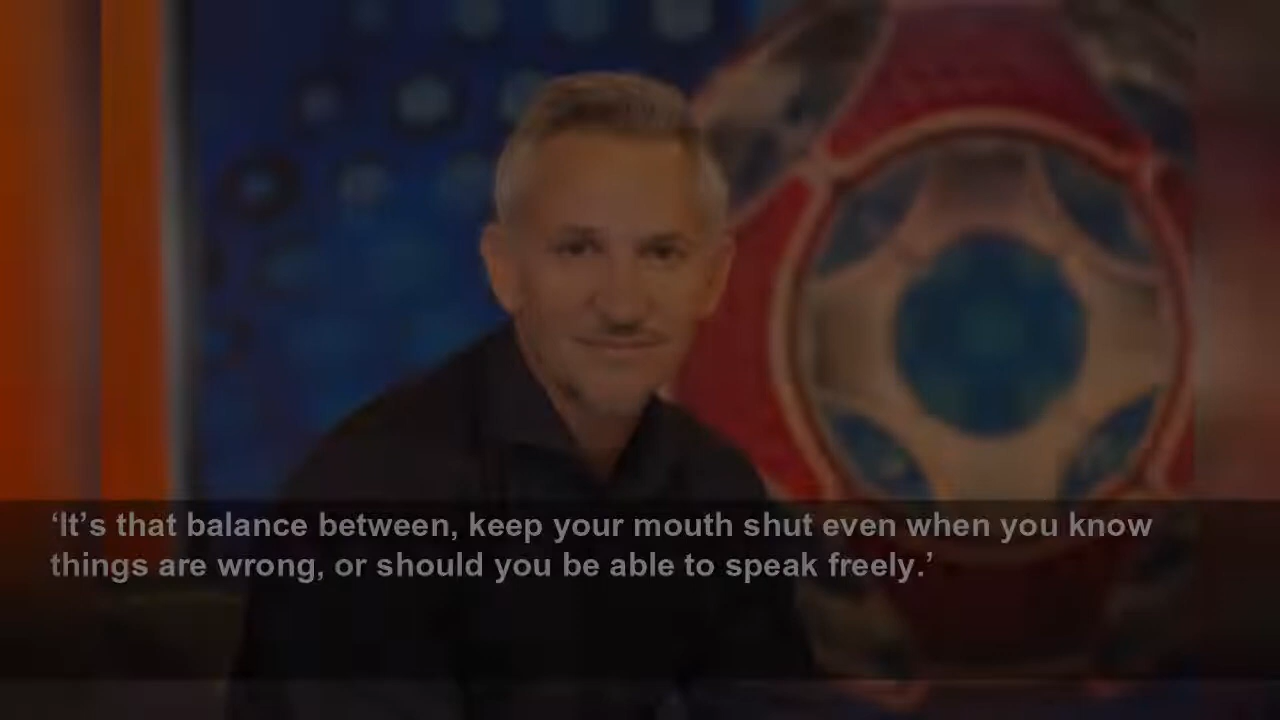 ‘It’s that balance between, keep your mouth shut even when you know
things are wrong, or should you be able to speak freely.’